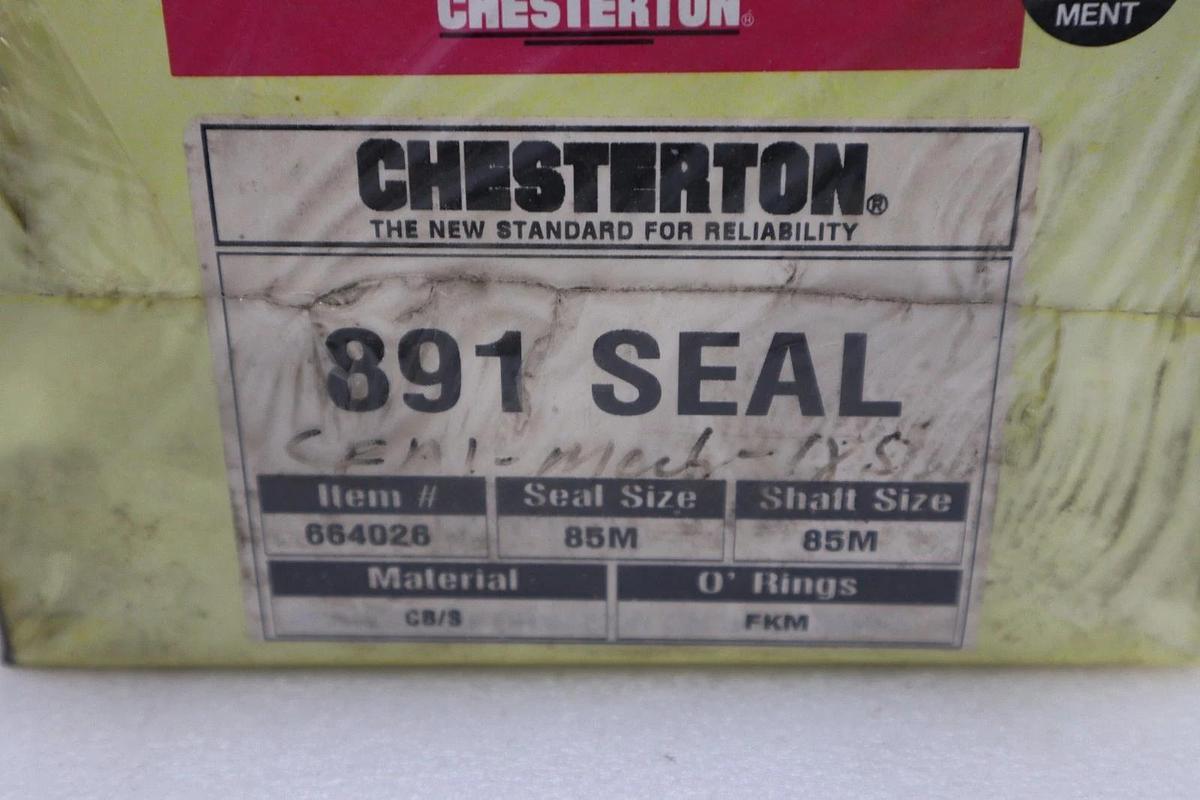 CHESTERTON®
MENT
CHESTERTON®
THE NEW STANDARD FOR RELIABILITY
891 SEAL
Item #
Seal Size
Shaft Size
664026
85M
85M
Material
O' Rings
CB/S
FKM